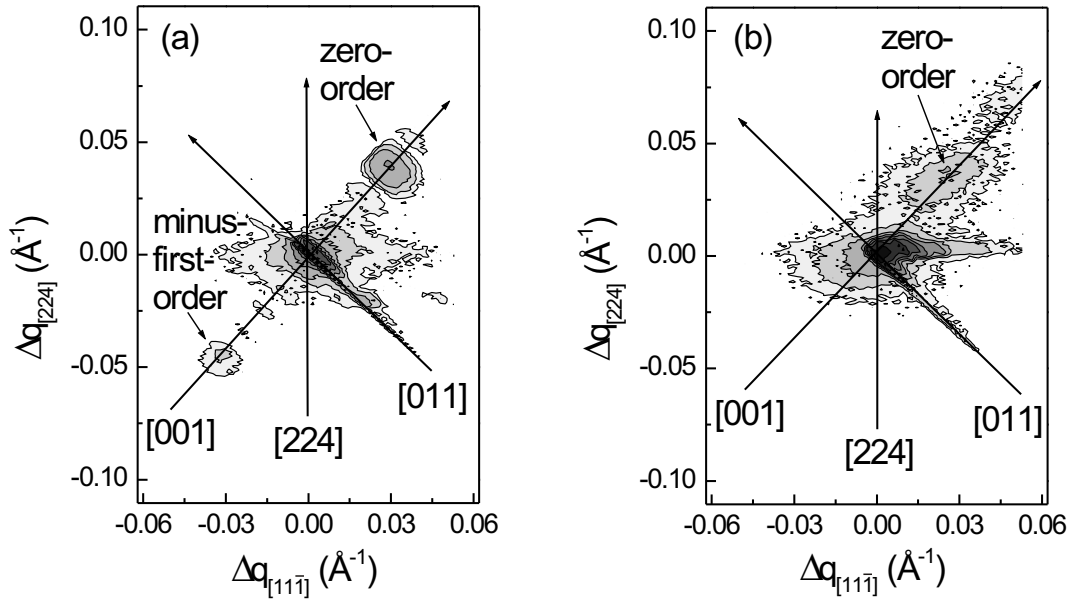 (a)
zero-
order
minus-
first-
order
[001]
[224]
[011]
0.10
0.05
0.00
-0.05
-0.10
Δq[224] (Å-1)
-0.06
-0.03
0.00
0.03
0.06
Δq[111̄] (Å-1)
(b)
zero-
order
[001]
[224]
[011]
0.10
0.05
0.00
-0.05
-0.10
Δq[224] (Å-1)
-0.06
-0.03
0.00
0.03
0.06
Δq[111̄] (Å-1)